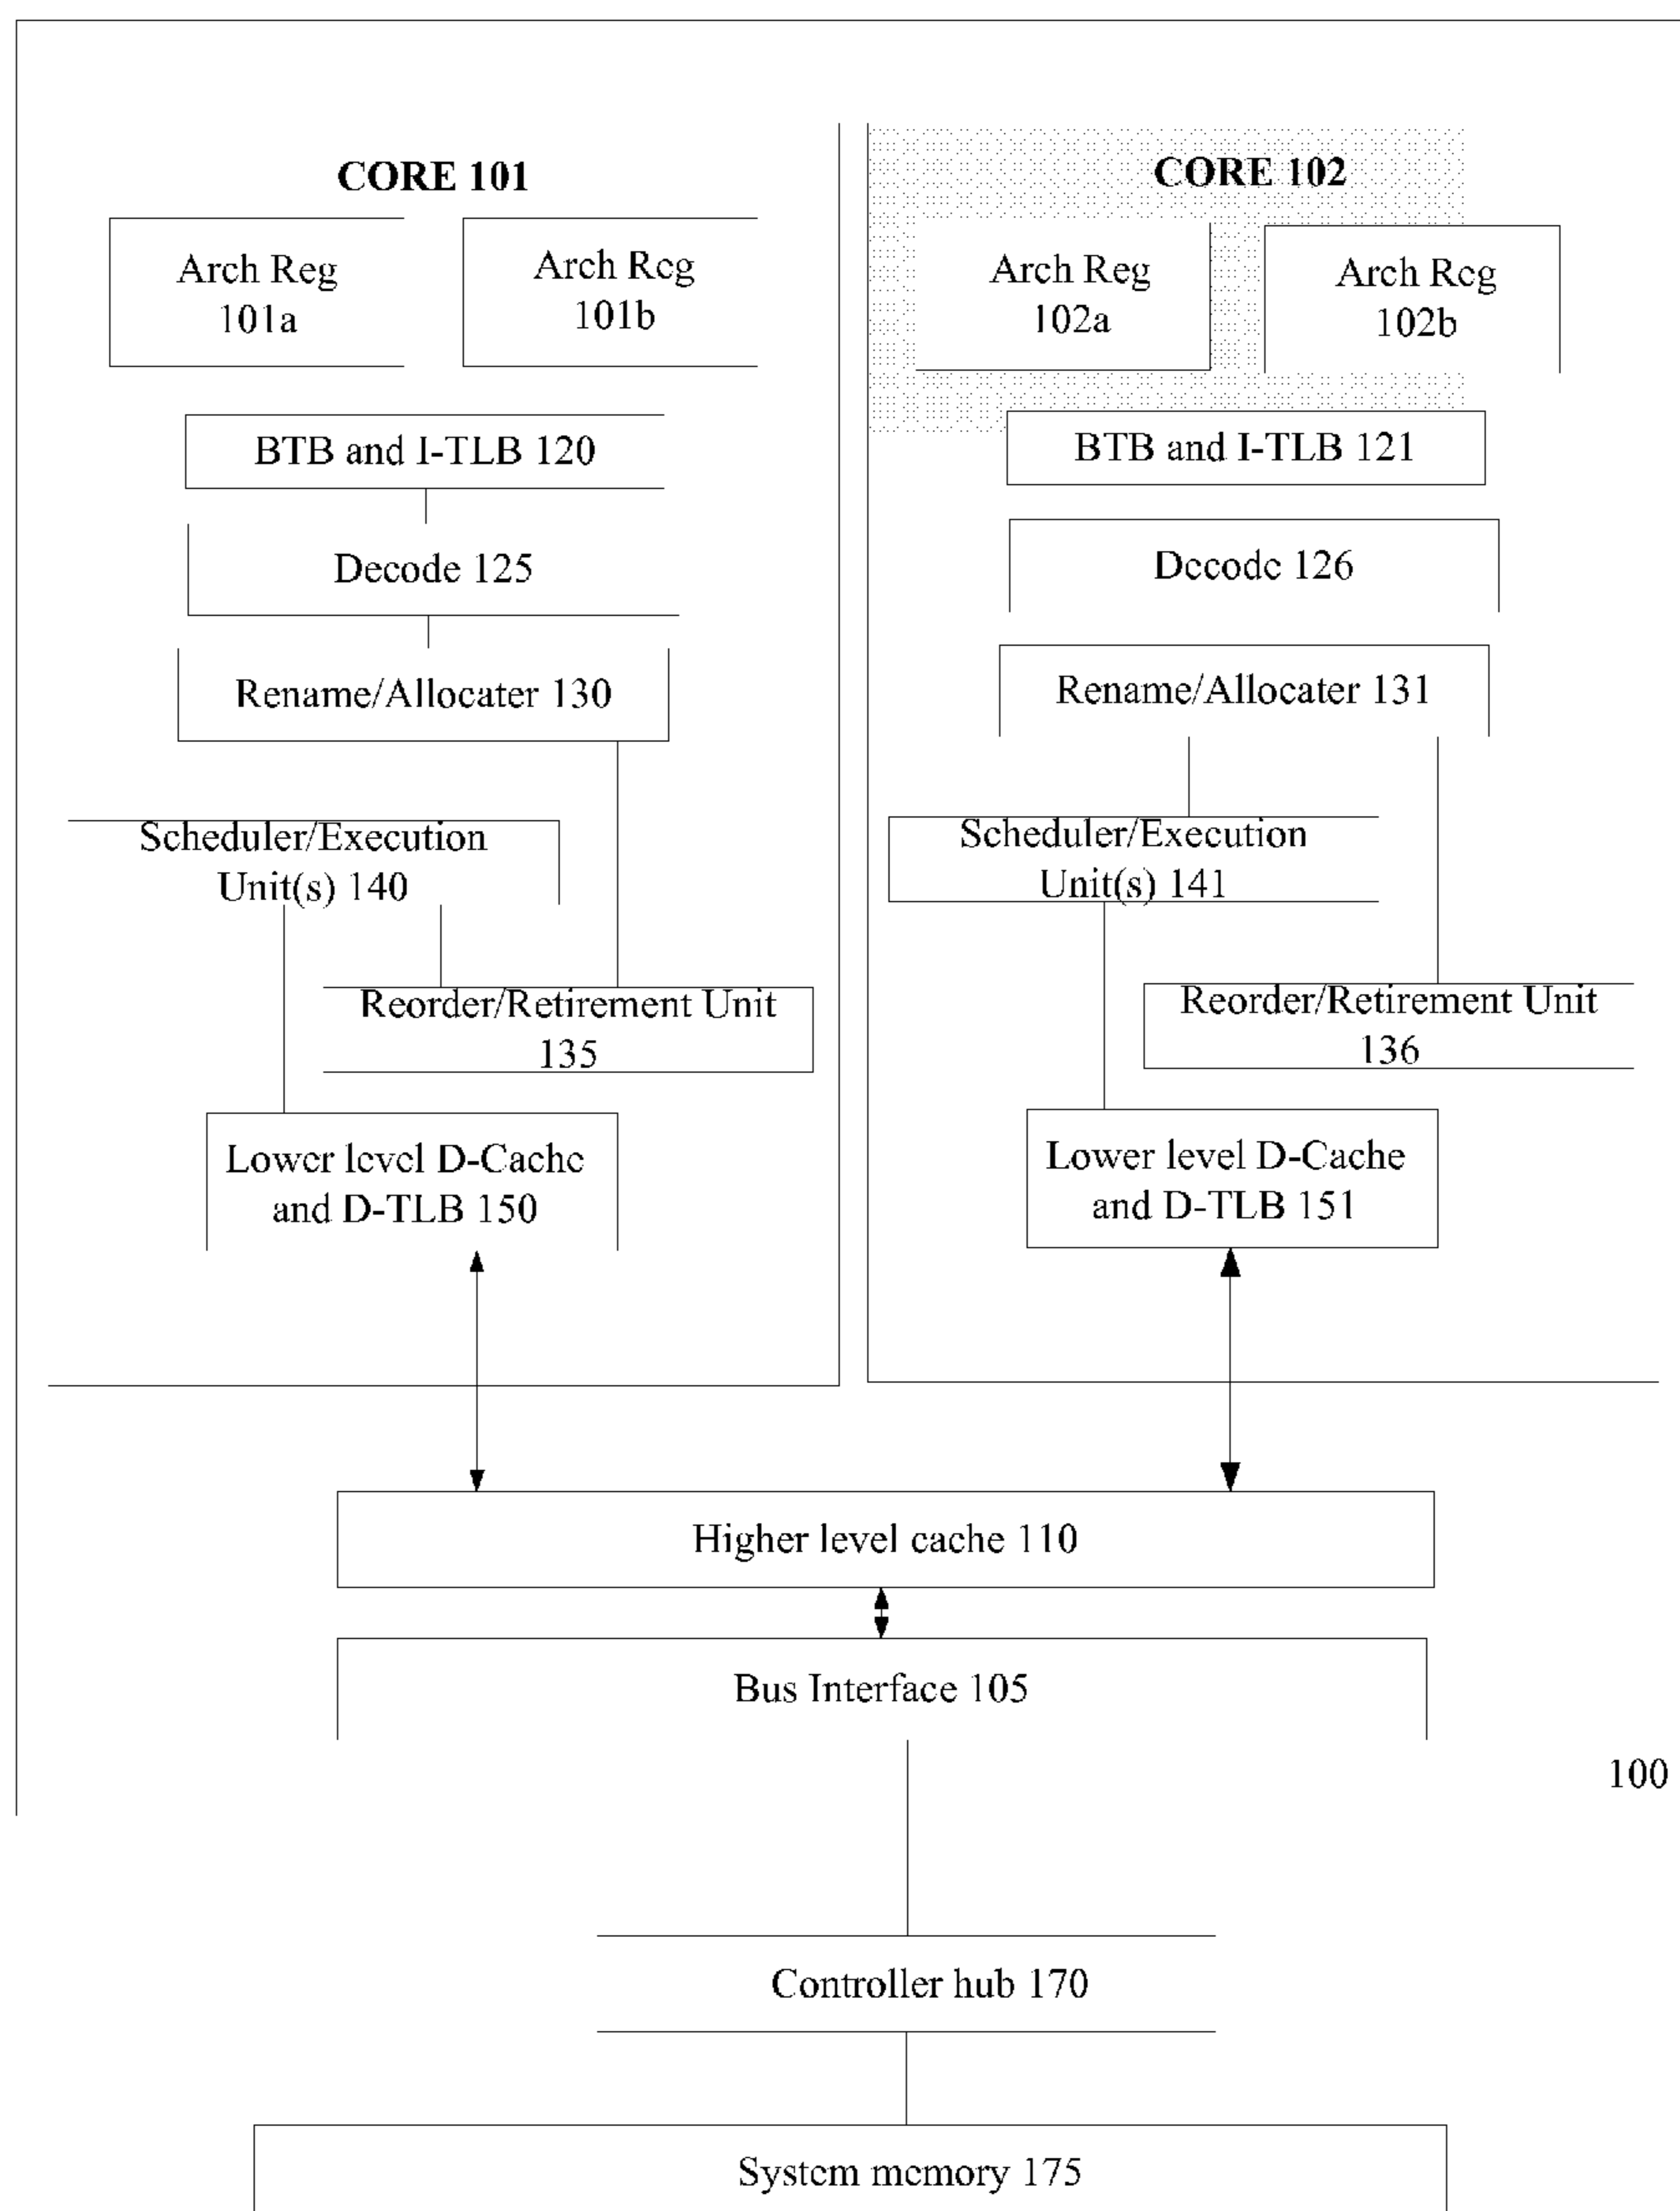 CORE 101
Arch Reg
101a
Arch Reg
101b
BTB and I-TLB 120
Decode 125
Rename/Allocater 130
Scheduler/Execution
Unit(s) 140
Reorder/Retirement Unit
135
Lower level D-Cache
and D-TLB 150
CORE 102
Arch Reg
102a
Arch Reg
102b
BTB and I-TLB 121
Decode 126
Rename/Allocater 131
Scheduler/Execution
Unit(s) 141
Reorder/Retirement Unit
136
Lower level D-Cache
and D-TLB 151
Higher level cache 110
Bus Interface 105
100
Controller hub 170
System memory 175